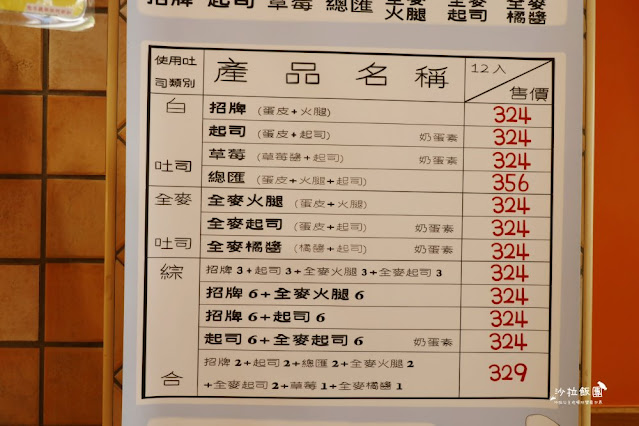 招牌 起司 草莓 總匯 全麥火腿 全麥起司 全麥橘醬
使用吐司類別 產品名稱 12入 售價
白吐司 招牌 (蛋皮+火腿) 324
起司 (蛋皮+起司) 奶蛋素 324
草莓 (草莓醬+起司) 奶蛋素 324
總匯 (蛋皮+火腿+起司) 356
全麥吐司 全麥火腿 (蛋皮+火腿) 324
全麥起司 (蛋皮+起司) 奶蛋素 324
全麥橘醬 (橘醬+起司) 奶蛋素 324
綜合 招牌 3+起司 3+全麥火腿 3+全麥起司 3 324
招牌 6+全麥火腿 6 324
招牌 6+起司 6 324
起司 6+全麥起司 6 奶蛋素 324
招牌 2+起司 2+總匯 2+全麥火腿 2
+全麥起司 2+草莓 1+全麥橘醬 1 329
沙拉飯團